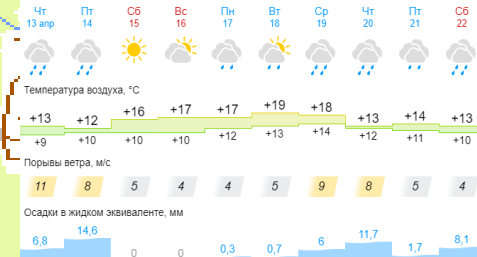 Чт Пт Сб Вс Пн Вт Ср Чт Пт Сб
13 апр 14 15 16 17 18 19 20 21 22
Температура воздуха, °C
+13 +12 +16 +17 +17 +19 +18 +13 +14 +13
+9 +10 +10 +10 +12 +13 +14 +12 +11 +10
Порывы ветра, м/с
11 8 5 4 4 5 9 8 5 4
Осадки в жидком эквиваленте, мм
6,8 14,6 0 0 0,3 0,7 6 11,7 1,7 8,1